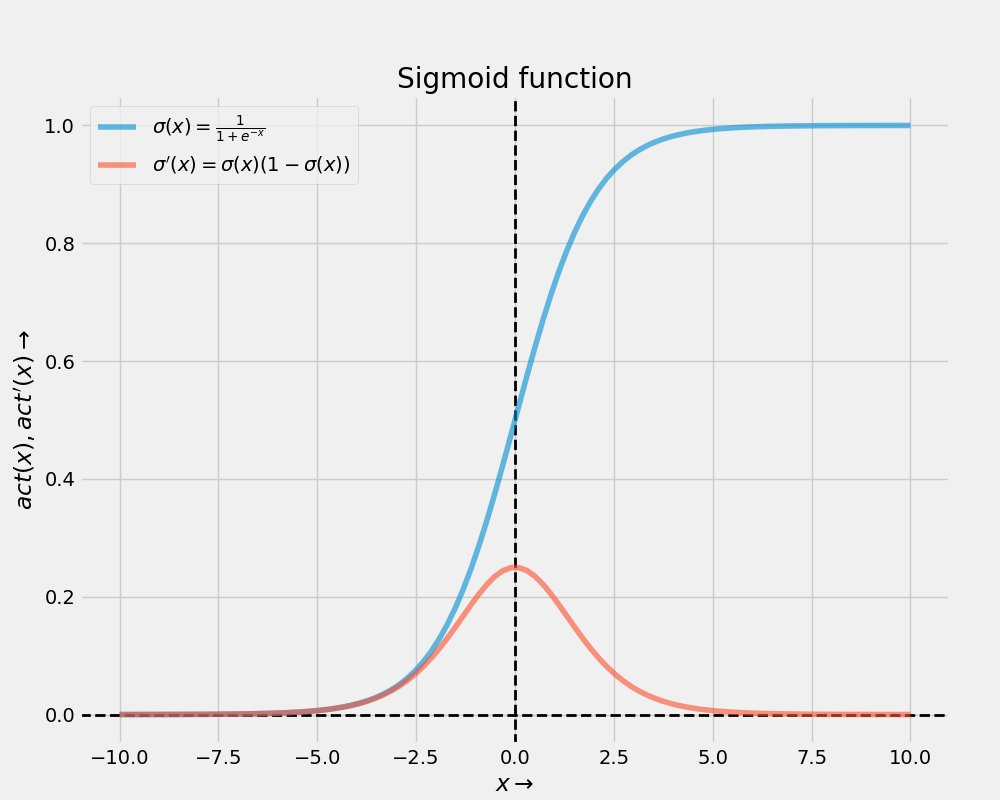 Sigmoid function
σ(x) = 1/(1 + e^{−x})
σ′(x) = σ(x)(1 − σ(x))
act(x), act′(x) →
1.0
0.8
0.6
0.4
0.2
0.0
−10.0 −7.5 −5.0 −2.5 0.0 2.5 5.0 7.5 10.0
x →